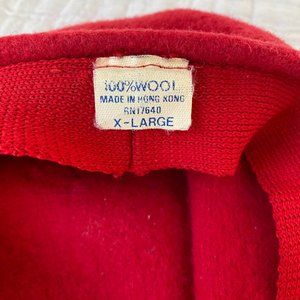 100% WOOL
MADE IN HONG KONG
RN17640
X-LARGE